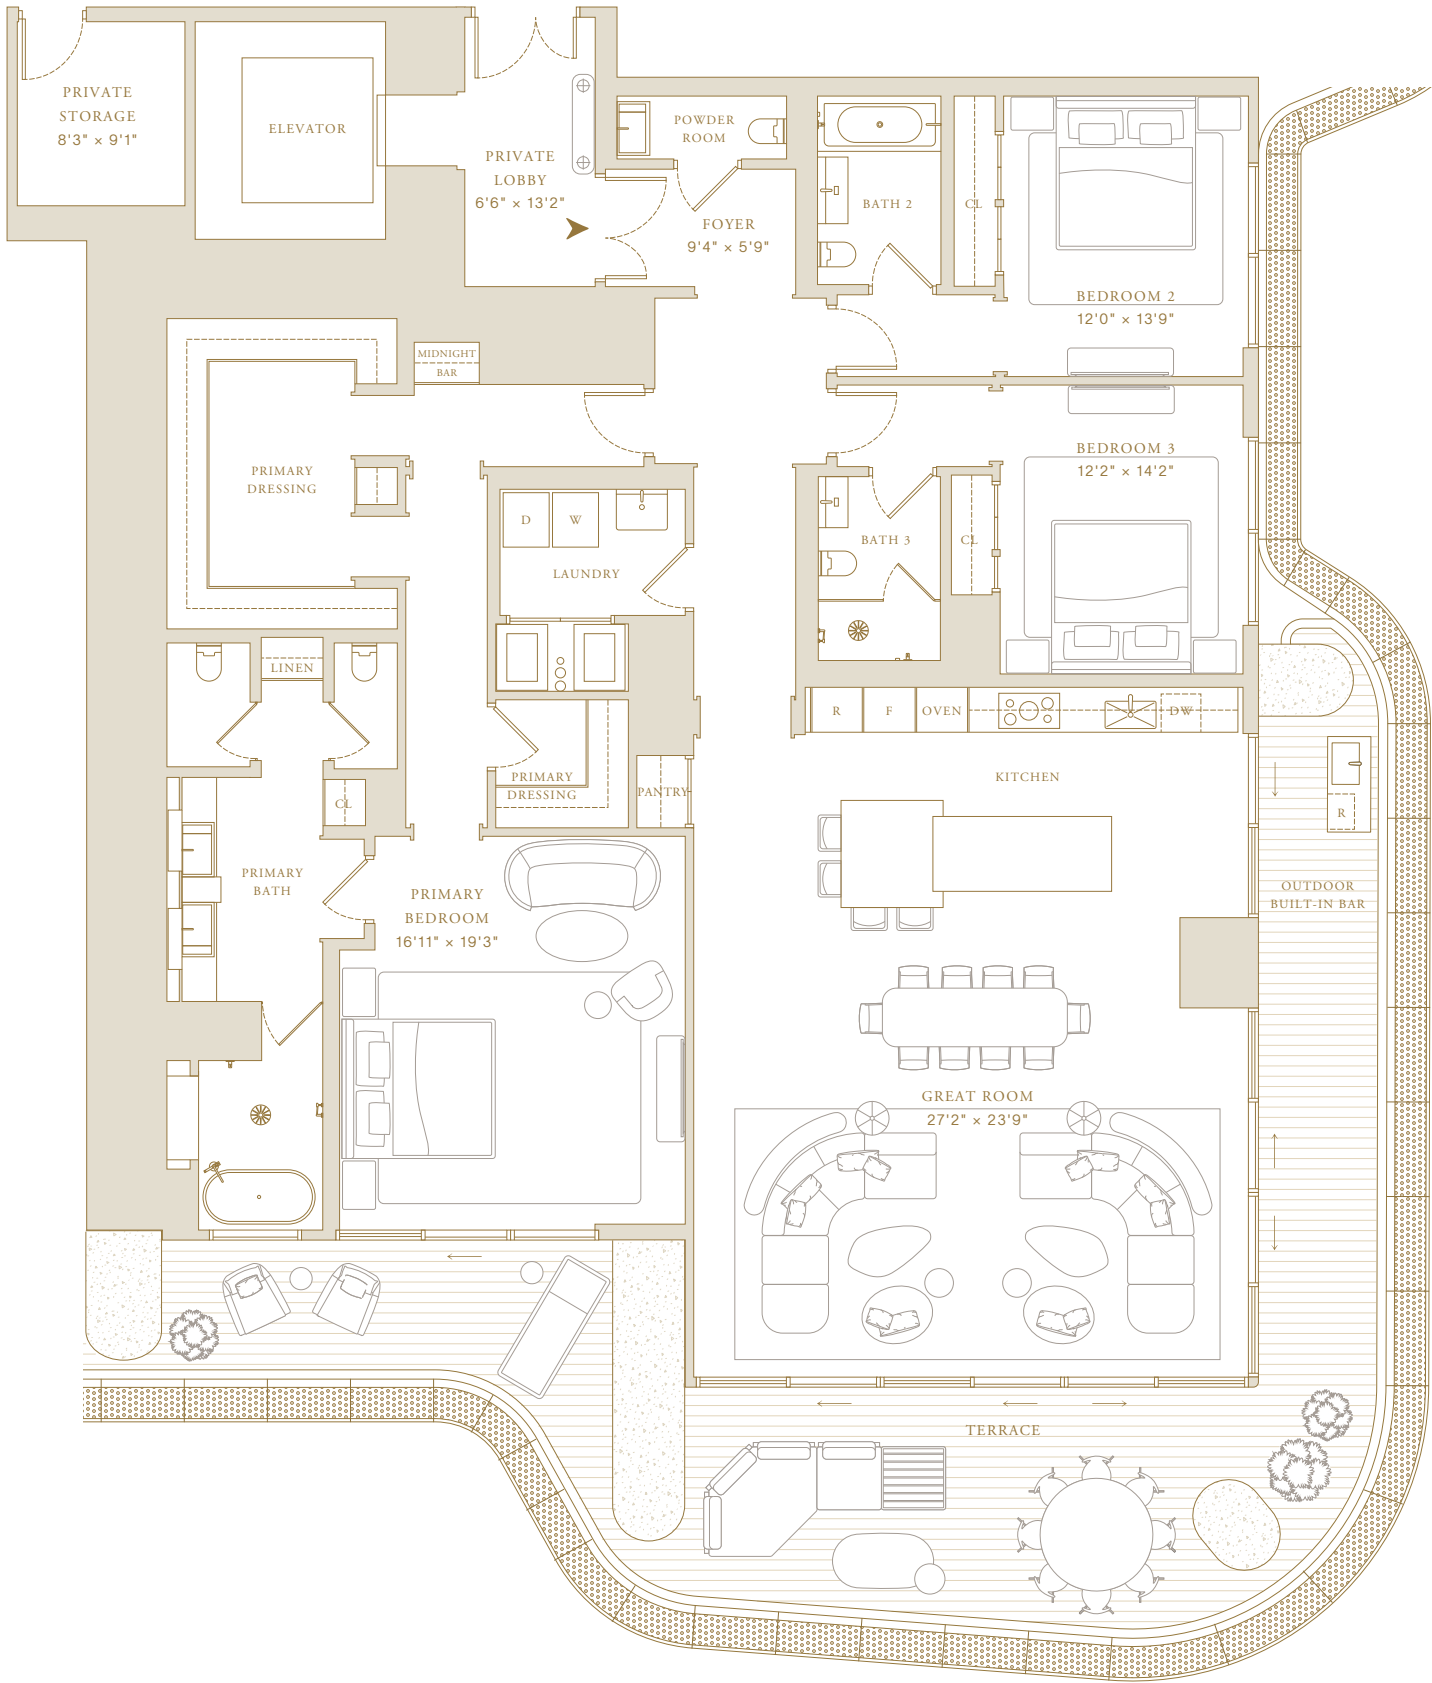 PRIVATE
STORAGE
8'3" × 9'1"
ELEVATOR
PRIVATE
LOBBY
6'6" × 13'2"
POWDER
ROOM
FOYER
9'4" × 5'9"
BATH 2
CL
BEDROOM 2
12'0" × 13'9"
MIDNIGHT
BAR
PRIMARY
DRESSING
BEDROOM 3
12'2" × 14'2"
D
W
LAUNDRY
BATH 3
CL
LINEN
R
F
OVEN
DW
KITCHEN
PRIMARY
DRESSING
PANTRY
CL
R
OUTDOOR
BUILT-IN BAR
PRIMARY
BATH
PRIMARY
BEDROOM
16'11" × 19'3"
GREAT ROOM
27'2" × 23'9"
TERRACE